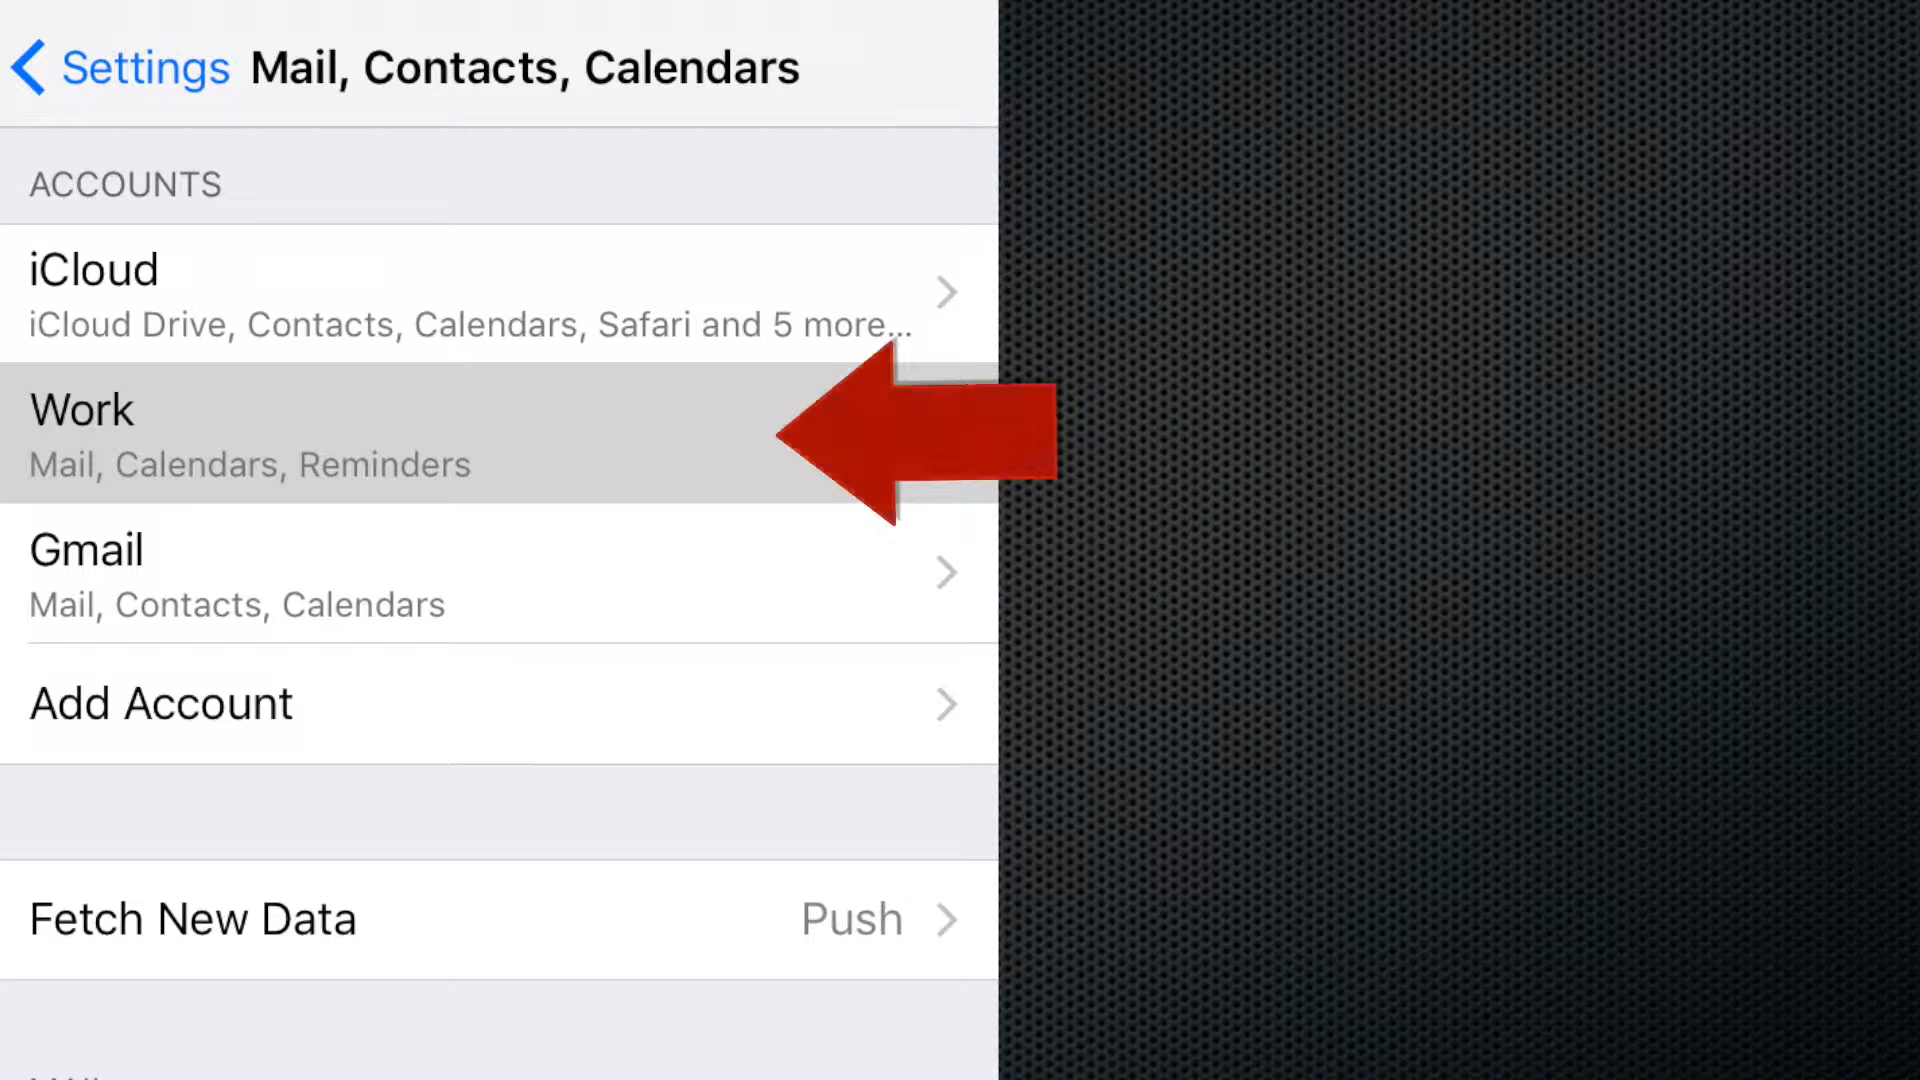 Settings Mail, Contacts, Calendars
ACCOUNTS
iCloud
iCloud Drive, Contacts, Calendars, Safari and 5 more...
Work
Mail, Calendars, Reminders
Gmail
Mail, Contacts, Calendars
Add Account
Fetch New Data Push